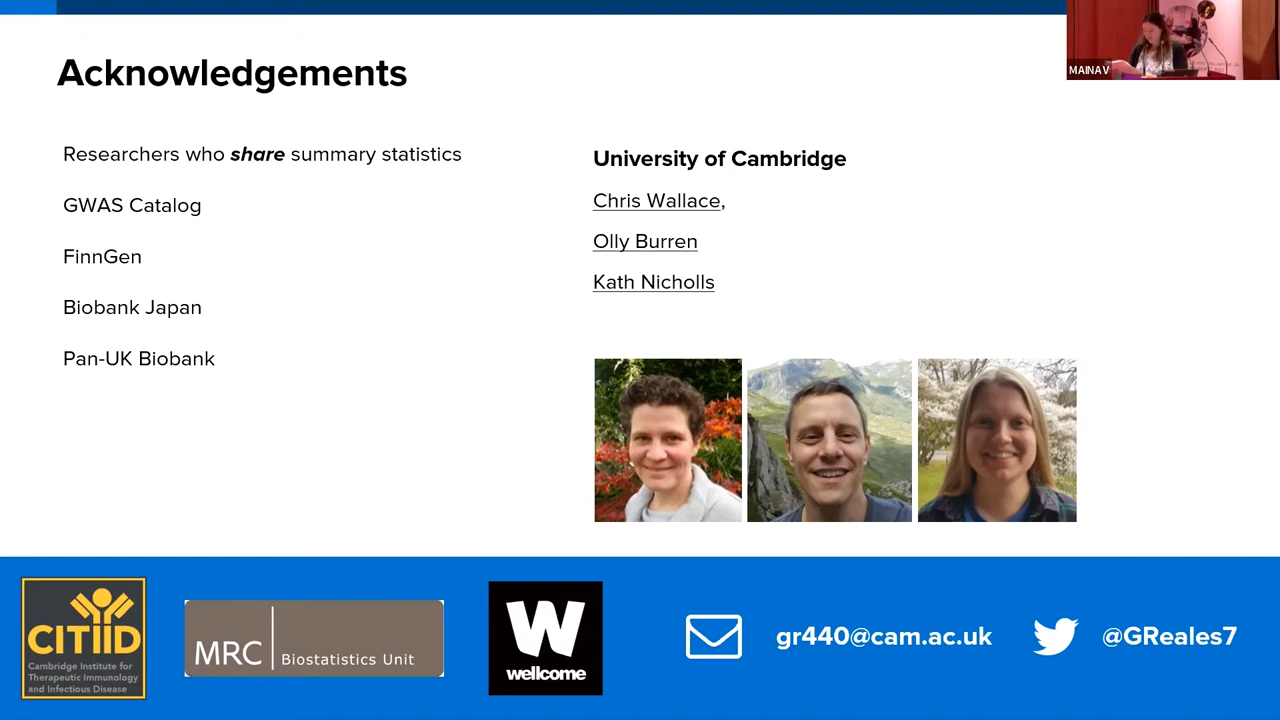 Acknowledgements
MAINAV
Researchers who share summary statistics
GWAS Catalog
FinnGen
Biobank Japan
Pan-UK Biobank
University of Cambridge
Chris Wallace,
Olly Burren
Kath Nicholls
CITIID
Cambridge Institute for
Therapeutic Immunology
and Infectious Disease
MRC
Biostatistics Unit
W
wellcome
gr440@cam.ac.uk
@GReales7